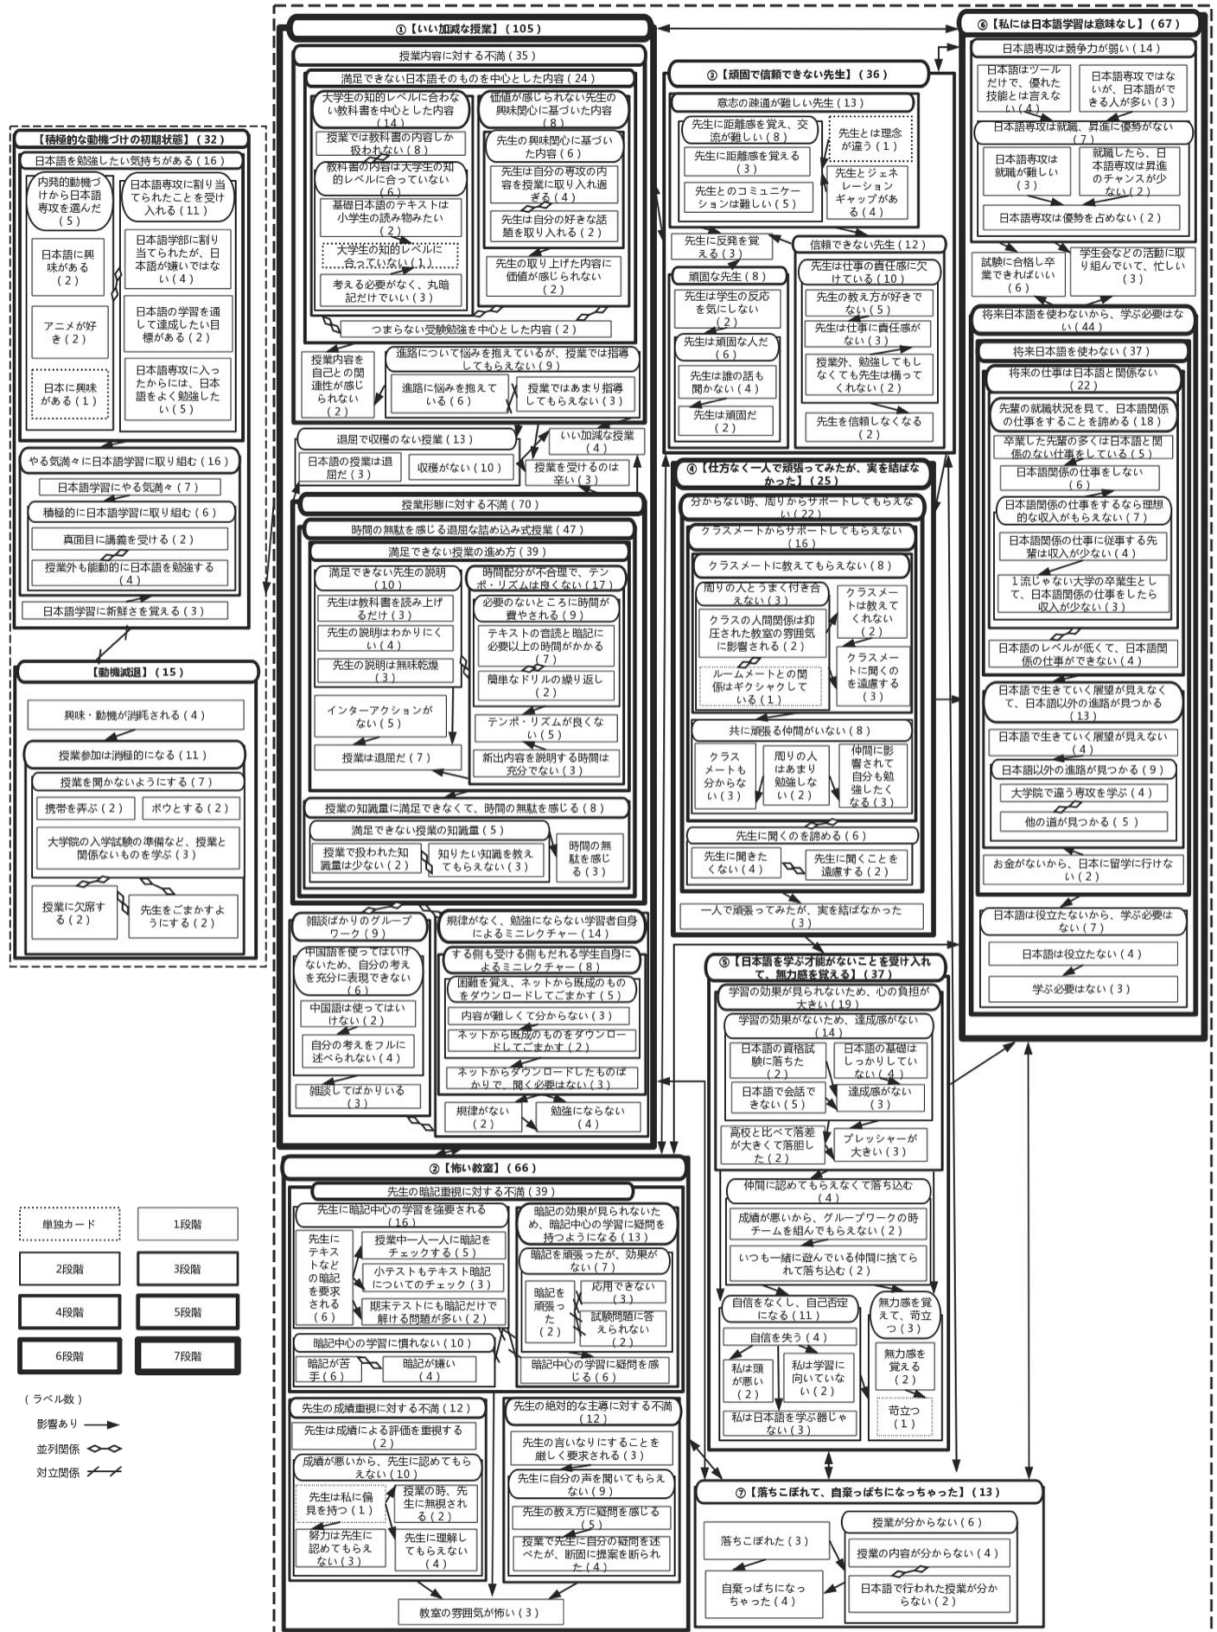 【積極的な動機づけの初期状態】(32)
日本語を勉強したい気持ちがある(16)
内発的動機づ
けから日本語
専攻を選んだ
(5)
日本語に興
味がある
(2)
アニメが好
き(2)
日本に興味
がある(1)
日本語専攻に割り当
てられたことを受け
入れる(11)
日本語学部に割り
当てられたが、日
本語が嫌いではな
い(4)
日本語の学習を通
して達成したい目
標がある(2)
日本語専攻に入っ
たからには、日本
語をよく勉強した
い(5)
やる気満々に日本語学習に取り組む(16)
日本語学習にやる気満々(7)
積極的に日本語学習に取り組む(6)
真面目に講義を受ける(2)
授業外も能動的に日本語を勉強する
(4)
日本語学習に新鮮さを覚える(3)
【動機減退】(15)
興味・動機が消耗される(4)
授業参加は消極的になる(11)
授業を聞かないようにする(7)
携帯を弄ぶ(2)
ボウとする(2)
大学院の入学試験の準備など、授業と
関係ないものを学ぶ(3)
授業に欠席す
る(2)
先生をごまかすよ
うにする(2)
単独カード
1段階
2段階
3段階
4段階
5段階
6段階
7段階
(ラベル数)
影響あり
並列関係
対立関係
①【いい加減な授業】(105)
授業内容に対する不満(35)
満足できない日本語そのものを中心とした内容(24)
大学生の知的レベルに合わな
い教科書を中心とした内容
(14)
授業では教科書の内容しか
扱われない(8)
教科書の内容は大学生の知
的レベルに合っていない
(6)
基礎日本語のテキストは
小学生の読み物みたい
(2)
大学生の知的レベルに
合っていない(1)
考える必要がなく、丸暗
記だけでいい(3)
価値が感じられない先生の
興味関心に基づいた内容
(8)
先生の興味関心に基づい
た内容(6)
先生は自分の専攻の内
容を授業に取り入れ過
ぎる(4)
先生は自分の好きな話
題を取り入れる(2)
先生の取り上げた内容に
価値が感じられない
(2)
つまらない受験勉強を中心とした内容(2)
授業内容を
自己との関
連性が感じ
られない
(2)
進路について悩みを抱えているが、授業では指導
してもらえない(9)
進路に悩みを抱えて
いる(6)
授業ではあまり指導
してもらえない(3)
退屈で収穫のない授業(13)
日本語の授業は退
屈だ(3)
収穫がない(10)
いい加減な授業
(4)
授業を受けるのは
辛い(3)
授業形態に対する不満(70)
時間の無駄を感じる退屈な詰め込み式授業(47)
満足できない授業の進め方(39)
満足できない先生の説明
(10)
先生は教科書を読み上げ
るだけ(3)
先生の説明はわかりにく
い(4)
先生の説明は無味乾燥
(3)
インターアクションが
ない(5)
授業は退屈だ(7)
時間配分が不合理で、テン
ポ・リズムは良くない(17)
必要のないところに時間が
費やされる(9)
テキストの音読と暗記に
必要以上の時間がかかる
(7)
簡単なドリルの繰り返し
(2)
テンポ・リズムが良くな
い(5)
新出内容を説明する時間は
充分でない(3)
授業の知識量に満足できなくて、時間の無駄を感じる(8)
満足できない授業の知識量(5)
授業で扱われた知
識量は少ない(2)
知りたい知識を教え
てもらえない(3)
時間の無
駄を感じ
る(3)
雑談ばかりのグループ
ワーク(9)
中国語を使ってはいけ
ないため、自分の考え
を充分に表現できない
(6)
中国語は使ってはい
けない(2)
自分の考えをフルに
述べられない(4)
雑談してばかりいる
(3)
規律がなく、勉強にならない学習者自身
によるミニレクチャー(14)
する側も受ける側もだれる学生自身に
よるミニレクチャー(8)
困難を覚え、ネットから既成のもの
をダウンロードしてごまかす(5)
内容が難しくて分からない(3)
ネットから既成のものをダウンロー
ドしてごまかす(2)
ネットからダウンロードしたものば
かりで、聞く必要はない(3)
規律がない
(2)
勉強にならない
(4)
②【怖い教室】(66)
先生の暗記重視に対する不満(39)
先生に暗記中心の学習を強要される
(16)
先生に
テキス
トなど
の暗記
を要求
される
(6)
授業中一人一人に暗記を
チェックする(5)
小テストもテキスト暗記
についてのチェック(3)
期末テストにも暗記だけで
解ける問題が多い(2)
暗記中心の学習に慣れない(10)
暗記が苦
手(6)
暗記が嫌い
(4)
暗記の効果が見られないた
め、暗記中心の学習に疑問を
持つようになる(13)
暗記を頑張ったが、効果が
ない(7)
暗記を
頑張っ
た
(2)
応用できない
(3)
試験問題に答
えられない
(2)
暗記中心の学習に疑問を感
じる(6)
先生の成績重視に対する不満(12)
先生は成績による評価を重視する
(2)
成績が悪いから、先生に認めてもら
えない(10)
先生は私に偏
見を持つ(1)
授業の時、先
生に無視され
る(2)
努力は先生に
認めてもらえ
ない(3)
先生に理解し
てもらえない
(4)
先生の絶対的な主導に対する不満
(12)
先生の言いなりにすることを
厳しく要求される(3)
先生に自分の声を聞いてもらえ
ない(9)
先生の教え方に疑問を感じる
(5)
授業で先生に自分の疑問を述
べたが、断固に提案を断られ
た(4)
教室の雰囲気が怖い(3)
③【頑固で信頼できない先生】(36)
意志の疎通が難しい先生(13)
先生に距離感を覚え、交
流が難しい(8)
先生に距離感を覚える
(3)
先生とのコミュニケー
ションは難しい(5)
先生とは理念
が違う(1)
先生とジェネ
レーション
ギャップがあ
る(4)
先生に反発を覚
える(3)
頑固な先生(8)
先生は学生の反応
を気にしない
(2)
先生は頑固な人だ
(6)
先生は誰の話も
聞かない(4)
先生は頑固だ
(2)
信頼できない先生(12)
先生は仕事の責任感に欠
けている(10)
先生の教え方が好きで
ない(5)
先生は仕事に責任感が
ない(3)
授業外、勉強してもし
なくても先生は構ってく
れない(2)
先生を信頼しなくなる
(2)
④【仕方なく一人で頑張ってみたが、実を結ばな
かった】(25)
分からない時、周りからサポートしてもらえな
い(22)
クラスメートからサポートしてもらえない
(16)
クラスメートに教えてもらえない(8)
周りの人とうまく付き合
えない(3)
クラスの人間関係は抑
圧された教室の雰囲気
に影響される(2)
ルームメートとの関
係はギクシャクして
いる(1)
クラスメー
トは教えて
くれない
(2)
クラスメー
トに聞くの
を遠慮する
(3)
共に頑張る仲間がいない(8)
クラス
メートも
分からな
い(3)
周りの人
はあまり
勉強しな
い(2)
仲間に影
響されて
自分も勉
強したく
なる(3)
先生に聞くのを諦める(6)
先生に聞きた
くない(4)
先生に聞くことを
遠慮する(2)
一人で頑張ってみたが、実を結ばなかった
(3)
⑤【日本語を学ぶ才能がないことを受け入れ
て、無力感を覚える】(37)
学習の効果が見られないため、心の負担が
大きい(19)
学習の効果がないため、達成感がない
(14)
日本語の資格試
験に落ちた
(2)
日本語の基礎は
しっかりしてい
ない(4)
日本語で会話で
きない(5)
達成感がない
(3)
高校と比べて落差
が大きくて落胆し
た(2)
プレッシャーが
大きい(3)
仲間に認めてもらえなくて落ち込む
(4)
成績が悪いから、グループワークの時
チームを組んでもらえない(2)
いつも一緒に遊んでいる仲間に捨てら
れて落ち込む(2)
自信をなくし、自己否定
になる(11)
自信を失う(4)
私は頭
が悪い
(2)
私は学習に
向いていな
い(2)
私は日本語を学ぶ器じゃ
ない(3)
無力感を覚
えて、苛立
つ(3)
無力感を
覚える
(2)
苛立つ
(1)
⑥【私には日本語学習は意味なし】(67)
日本語専攻は競争力が弱い(14)
日本語はツール
だけで、優れた
技能とは言えな
い(4)
日本語専攻ではな
いが、日本語がで
きる人が多い(3)
日本語専攻は就職、昇進に優勢がない
(7)
日本語専攻は
就職が難しい
(3)
就職したら、日
本語専攻は昇進
のチャンスが少
ない(2)
日本語専攻は優勢を占めない(2)
試験に合格し卒
業できればいい
(6)
学生会などの活動に取
り組んでいて、忙しい
(3)
将来日本語を使わないから、学ぶ必要はな
い(44)
将来日本語を使わない(37)
将来の仕事は日本語と関係ない
(22)
先輩の就職状況を見て、日本語関係
の仕事をすることを諦める(18)
卒業した先輩の多くは日本語と関
係のない仕事をしている(5)
日本語関係の仕事をしない
(6)
日本語関係の仕事をするなら理想
的な収入がもらえない(7)
日本語関係の仕事に従事する先
輩は収入が少ない(4)
1流じゃない大学の卒業生とし
て、日本語関係の仕事をしたら
収入が少ない(3)
日本語のレベルが低くて、日本語関
係の仕事ができない(4)
日本語で生きていく展望が見えなく
て、日本語以外の進路が見つかる
(13)
日本語で生きていく展望が見えない
(4)
日本語以外の進路が見つかる(9)
大学院で違う専攻を学ぶ(4)
他の道が見つかる(5)
お金がないから、日本に留学に行けな
い(2)
日本語は役立たないから、学ぶ必要はな
い(7)
日本語は役立たない(4)
学ぶ必要はない(3)
⑦【落ちこぼれて、自棄っぱちになっちゃった】(13)
落ちこぼれた(3)
自棄っぱちになっ
ちゃった(4)
授業が分からない(6)
授業の内容が分からない(4)
日本語で行われた授業が分か
らない(2)